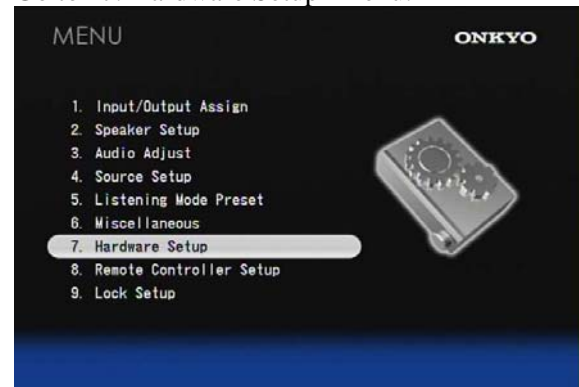 MENU
ONKYO
1. Input/Output Assign
2. Speaker Setup
3. Audio Adjust
4. Source Setup
5. Listening Mode Preset
6. Miscellaneous
7. Hardware Setup
8. Remote Controller Setup
9. Lock Setup